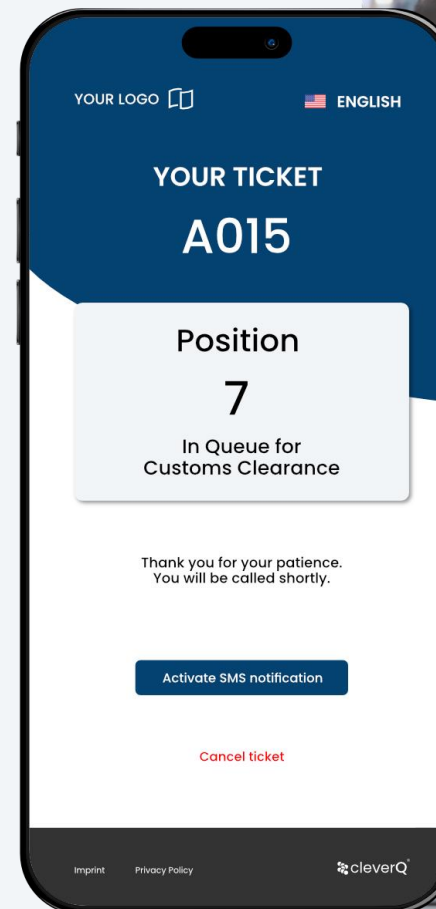 YOUR LOGO
ENGLISH
YOUR TICKET
A015
Position
7
In Queue for
Customs Clearance
Thank you for your patience.
You will be called shortly.
Activate SMS notification
Cancel ticket
Imprint
Privacy Policy
cleverQ